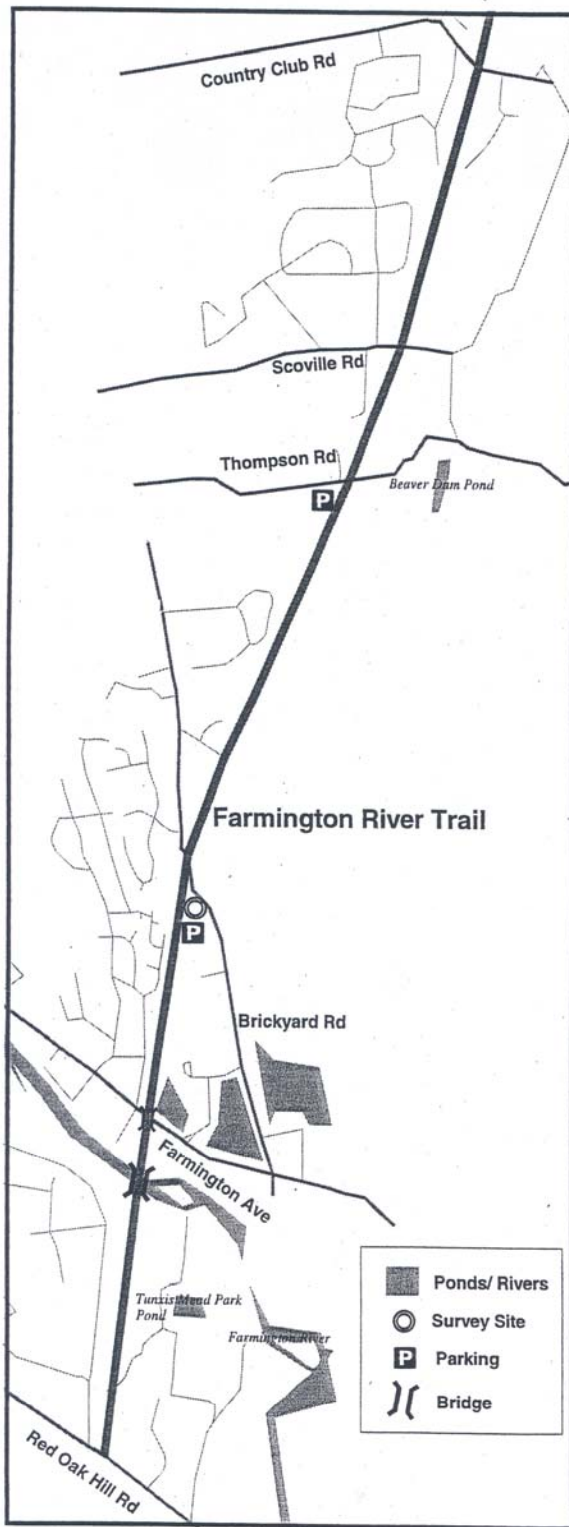 Country Club Rd
Scoville Rd
Thompson Rd
Beaver Dam Pond
P
Farmington River Trail
P
Brickyard Rd
Farmington Ave
Tunxis Mead Park
Pond
Farmington River
Red Oak Hill Rd
Ponds/ Rivers
Survey Site
P Parking
Bridge